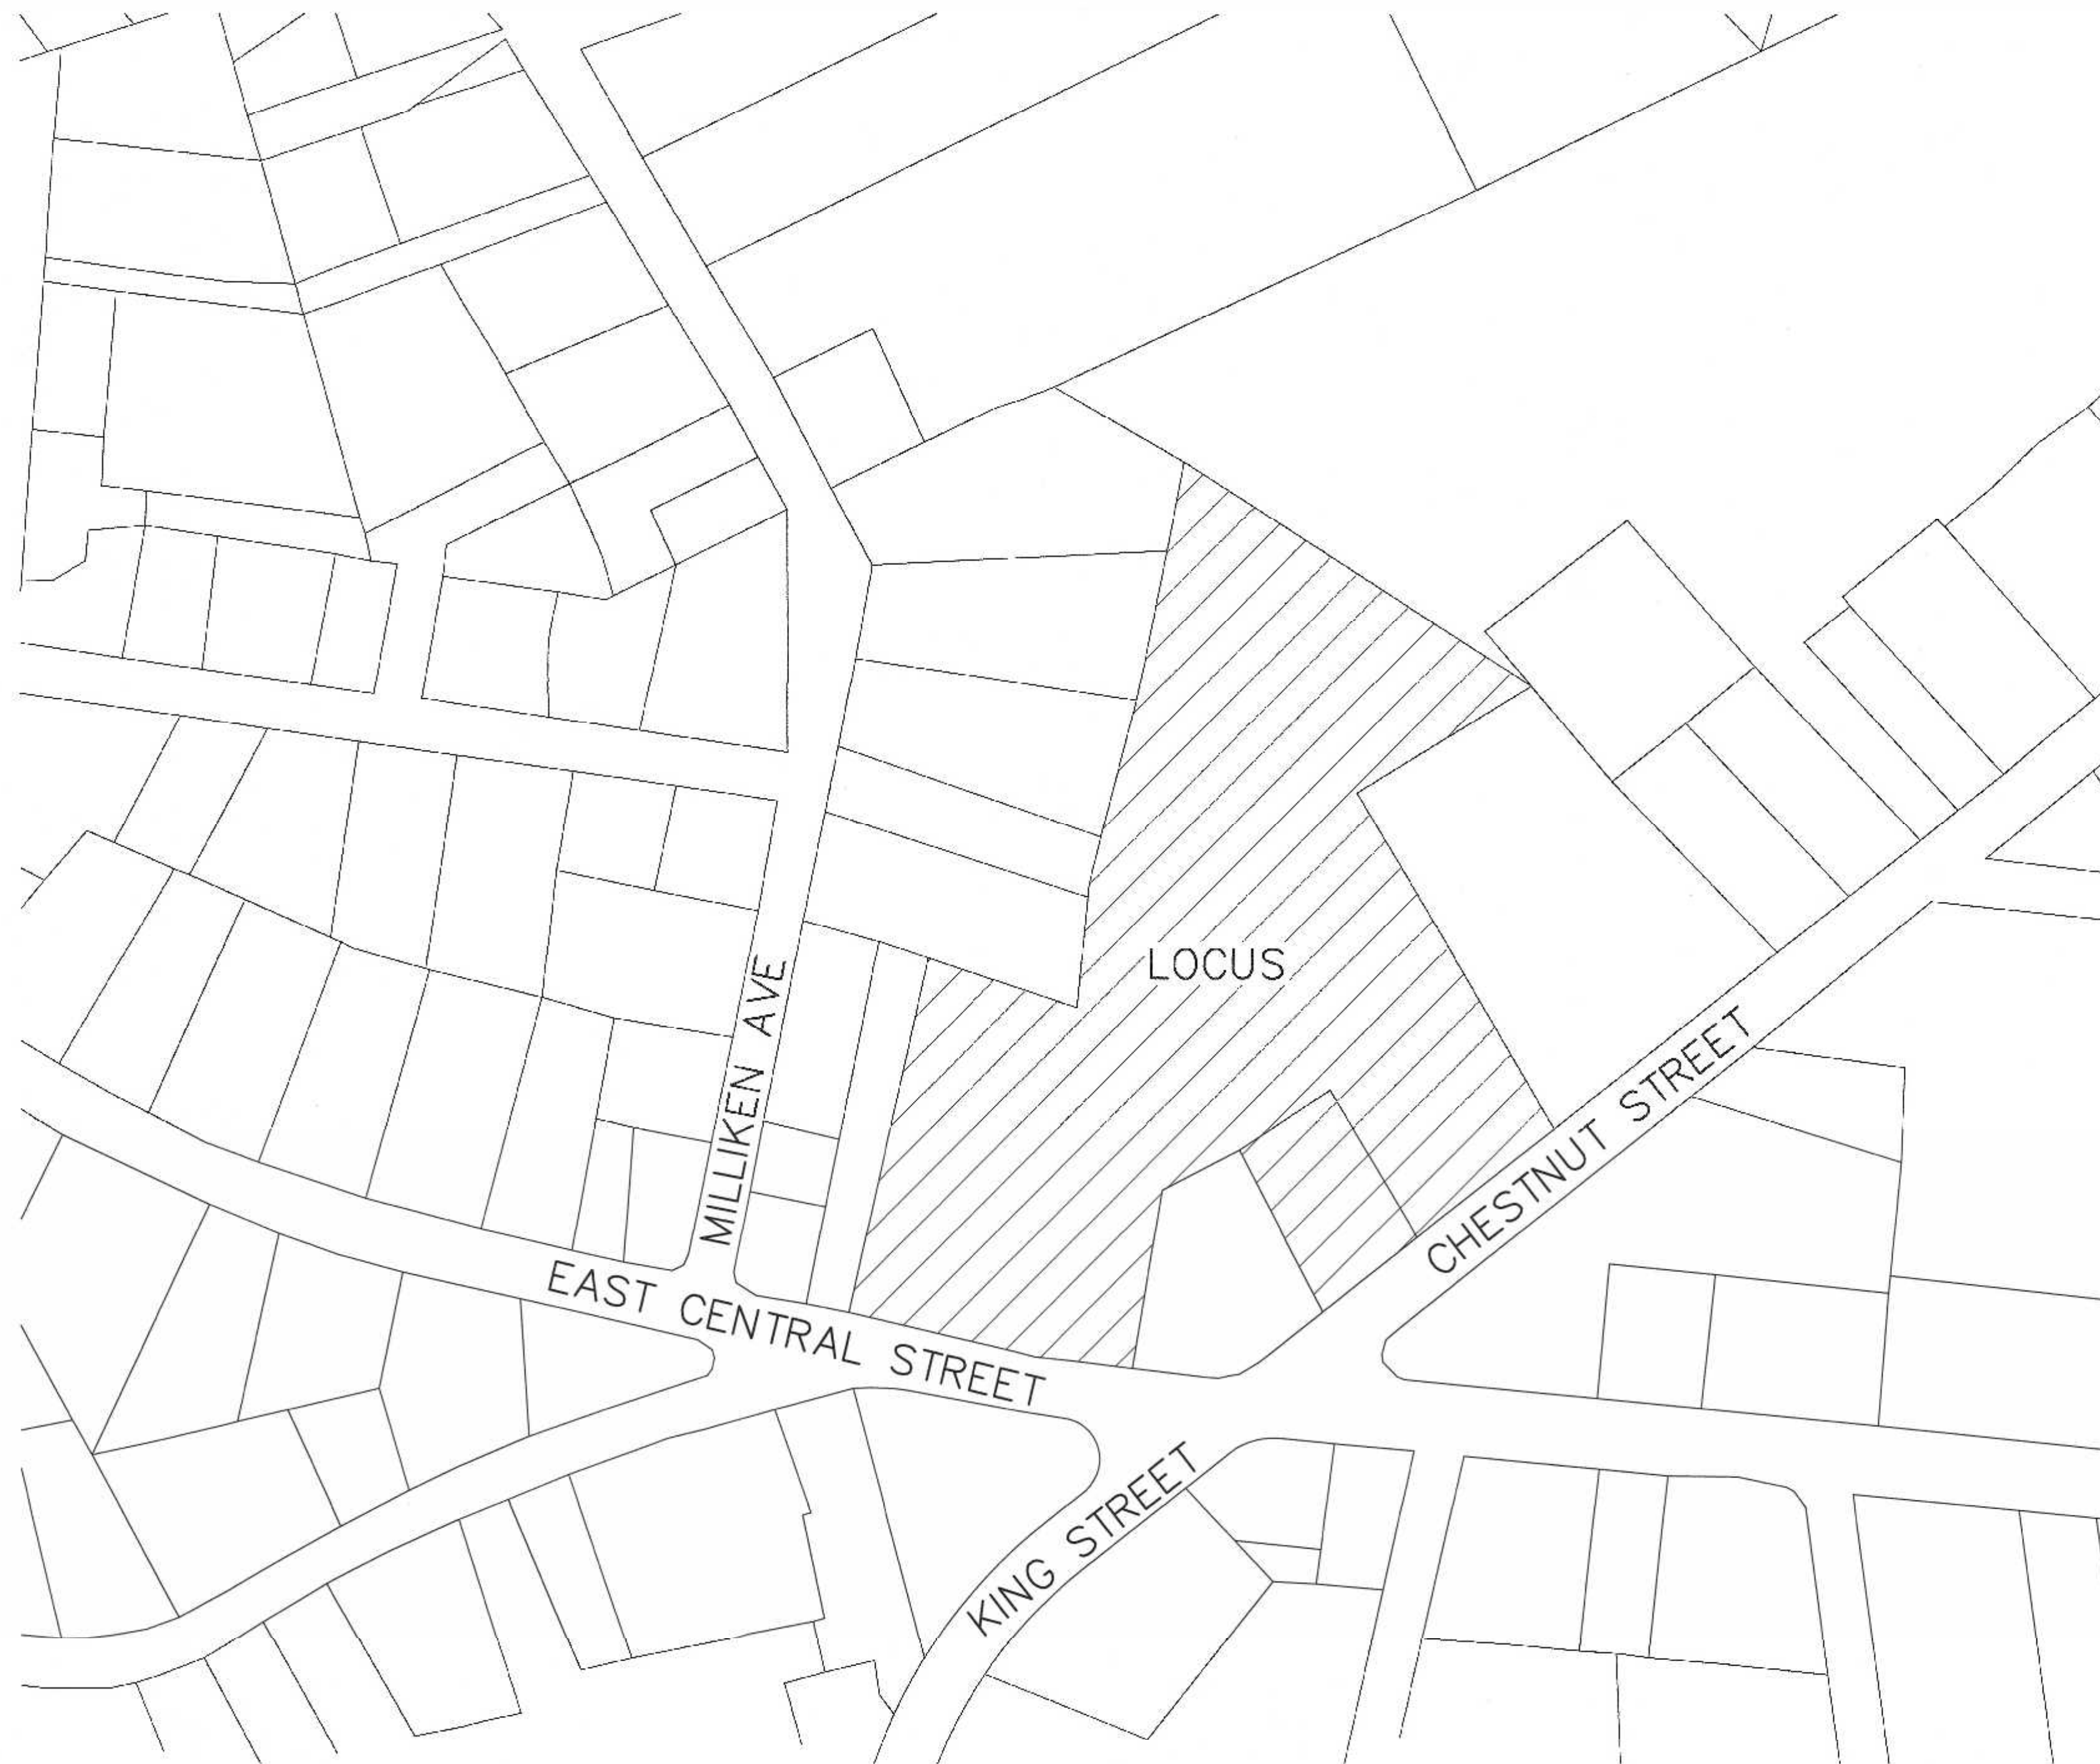 LOCUS
MILLIKEN AVE
CHESTNUT STREET
EAST CENTRAL STREET
KING STREET